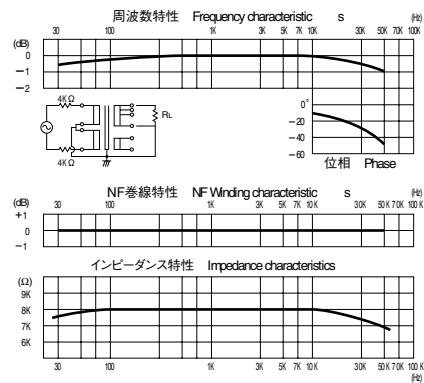 周波数特性 Frequency characteristic s
(Hz)
30 100 1K 3K 5K 7K 10K 30K 50K 70K 100K
(dB)
0
−1
−2
4KΩ
RL
4KΩ
0°
−20
−40
−60
位相 Phase
NF巻線特性 NF Winding characteristic s
(Hz)
(dB)
30 100 1K 3K 5K 7K 10K 30K 50K 70K 100K
+1
0
−1
インピーダンス特性 Impedance characteristics
(Ω)
9K
8K
7K
6K
30 100 1K 3K 5K 7K 10K 30K 50K 70K 100K
(Hz)